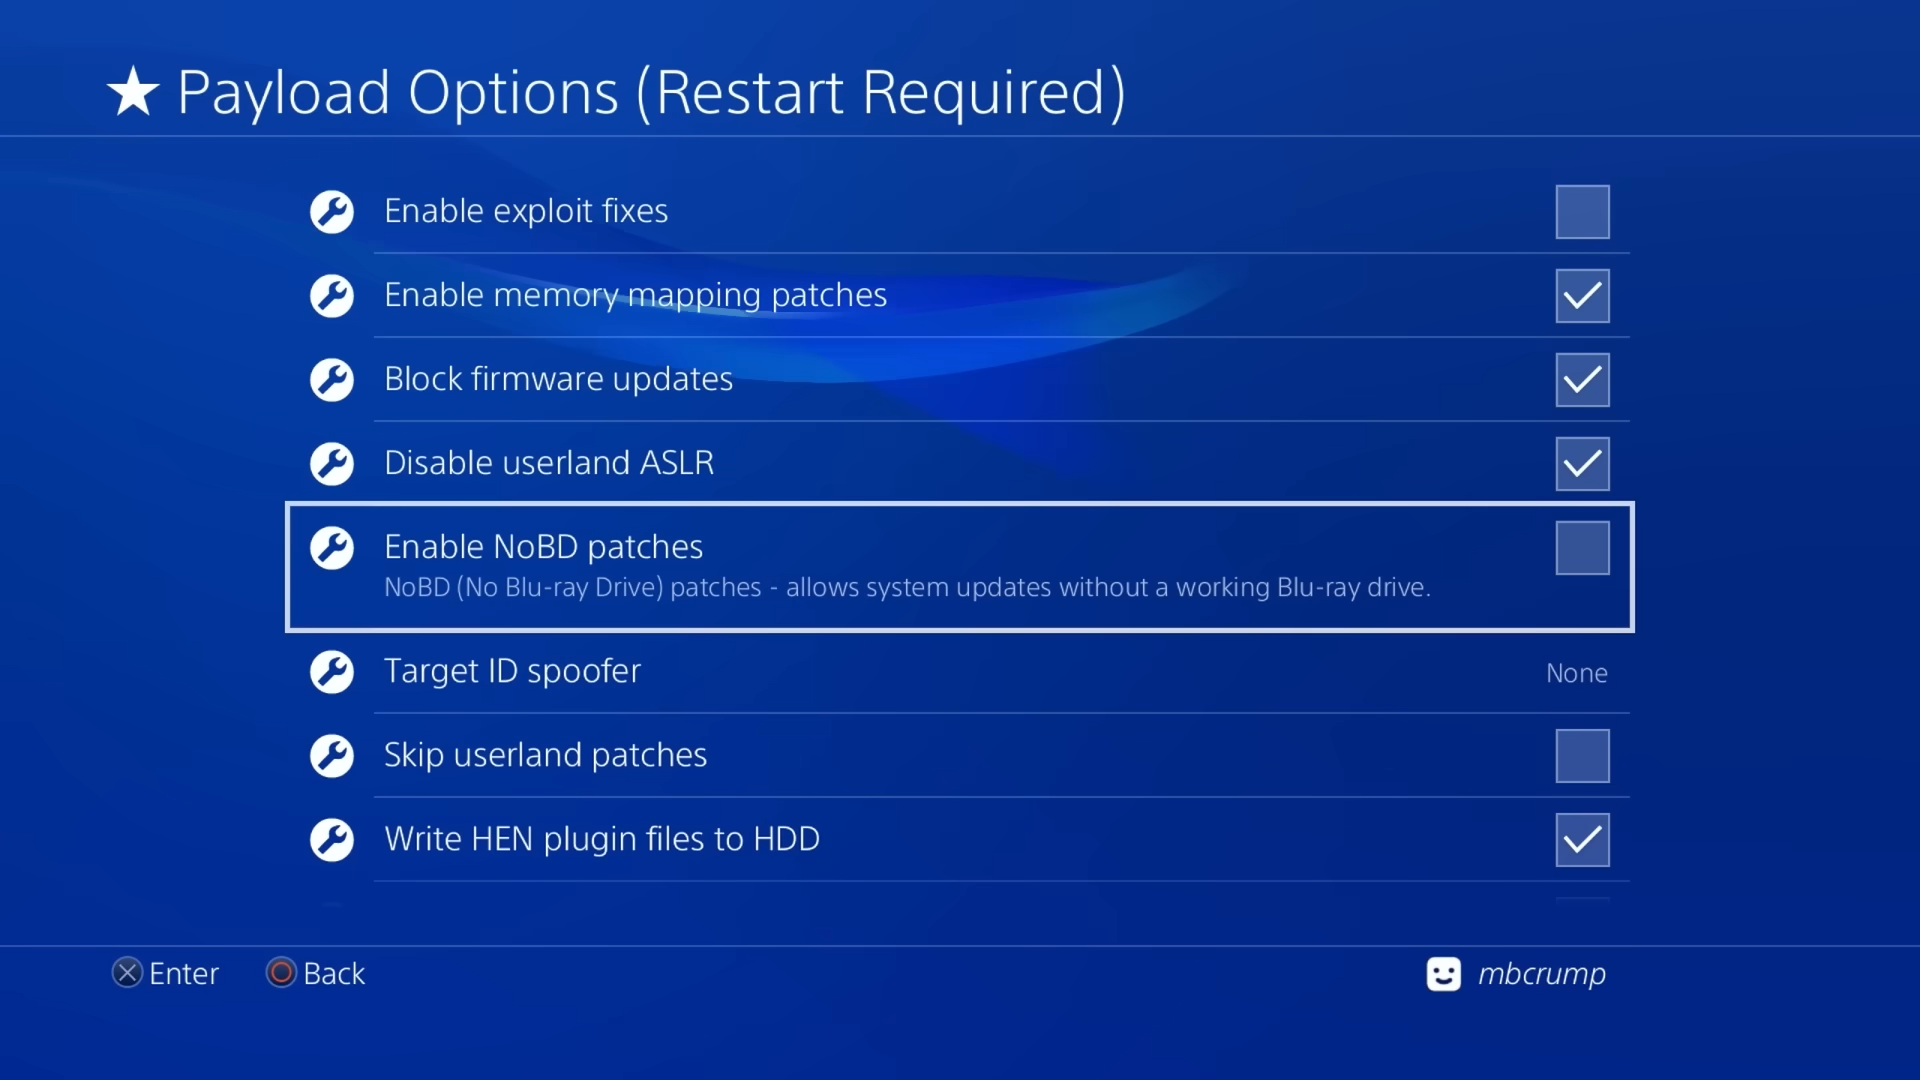 Payload Options (Restart Required)
Enable exploit fixes
Enable memory mapping patches
Block firmware updates
Disable userland ASLR
Enable NoBD patches
NoBD (No Blu-ray Drive) patches - allows system updates without a working Blu-ray drive.
Target ID spoofer None
Skip userland patches
Write HEN plugin files to HDD
Enter Back mbcrump